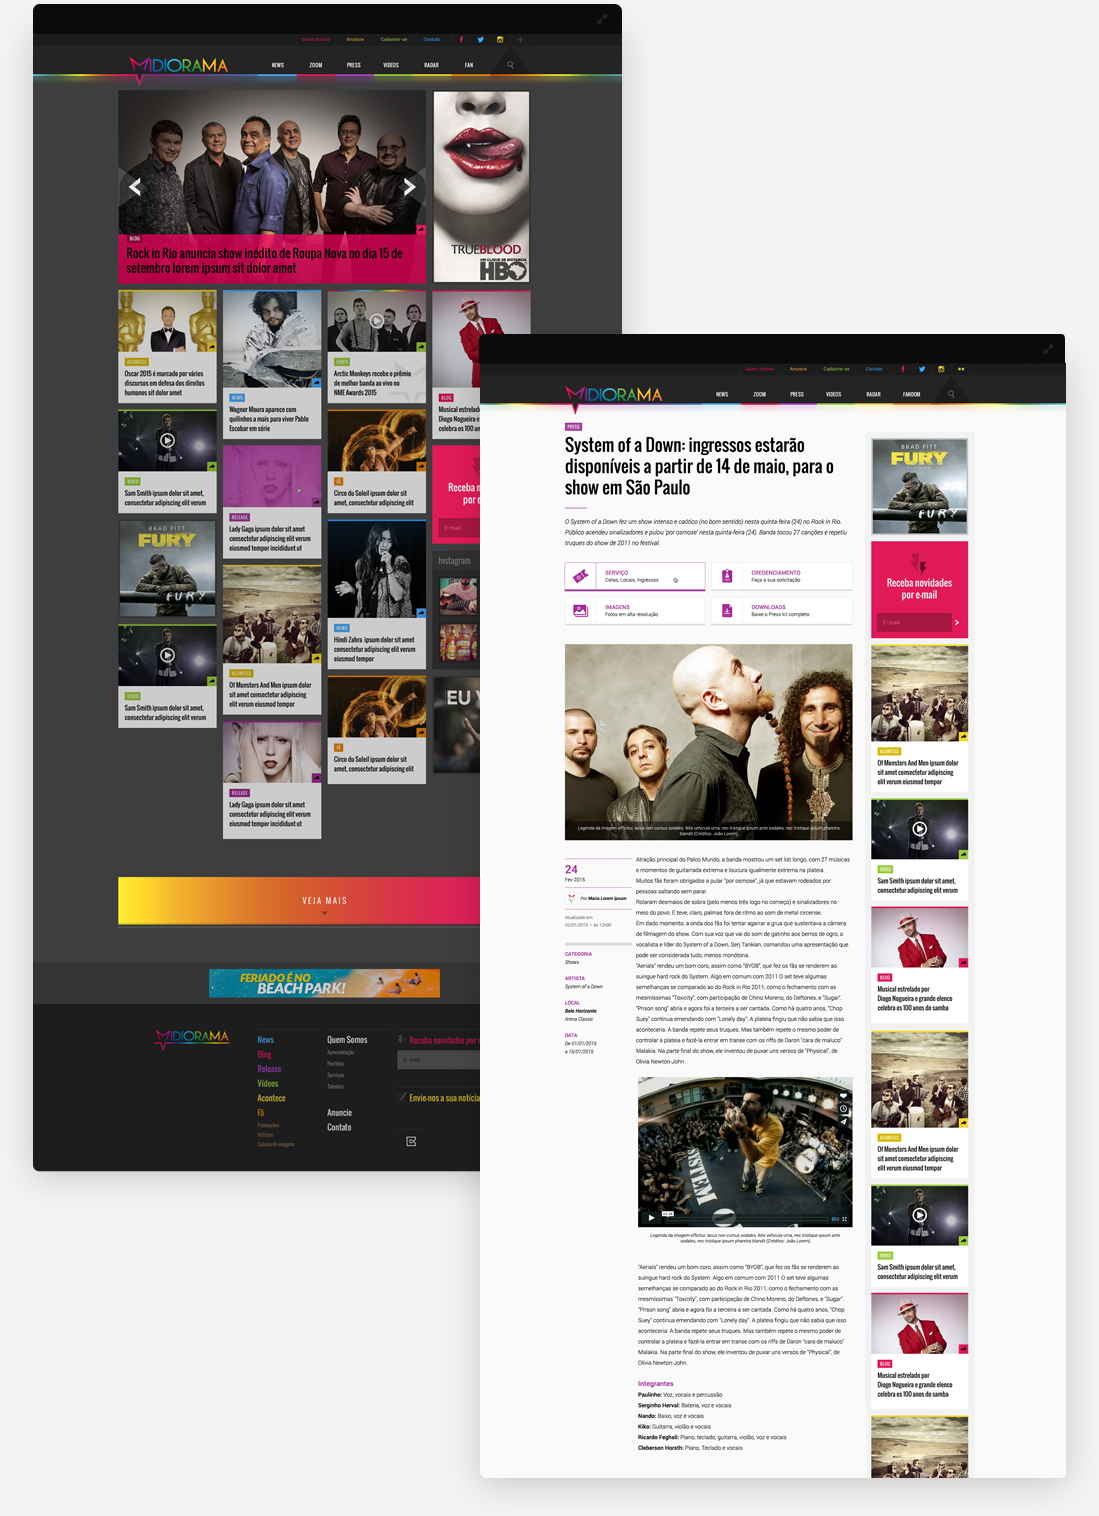 Quem Somos
Anuncie
Cadastre-se
Contato
MIDIORAMA
NEWS
ZOOM
PRESS
VIDEOS
RADAR
FAN
BLOG
Rock in Rio anuncia show inédito de Roupa Nova no dia 15 de
setembro lorem ipsum sit dolor amet
TRUEBLOOD
UM CLIQUE DE DISTANCIA
HBO
ACONTECE
Oscar 2015 é marcado por vários
discursos em defesa dos direitos
humanos sit dolor amet
NEWS
Wagner Moura aparece com
quilinhos a mais para viver Pablo
Escobar em série
VIDEO
Arctic Monkeys recebe o prêmio
de melhor banda ao vivo no
NME Awards 2015
BLOG
Musical estrelado
Diogo Nogueira e
celebra os 100 an
VIDEO
Sam Smith ipsum dolor sit amet,
consectetur adipiscing elit verum
RELEASE
Lady Gaga ipsum dolor sit amet
consectetur adipiscing elit verum
eiusmod tempor incididunt ut
Circo du Soleil ipsum dolor sit
amet, consectetur adipiscing elit
Receba n
por e
E-mail
Instagram
BRAD PITT
FURY
FURY
VIDEO
Sam Smith ipsum dolor sit amet,
consectetur adipiscing elit verum
ACONTECE
Of Monsters And Men ipsum dolor
sit amet consectetur adipiscing
elit verum eiusmod tempor
NEWS
Hindi Zahra ipsum dolor sit amet,
consectetur adipiscing elit verum
eiusmod tempor
EU V
RELEASE
Lady Gaga ipsum dolor sit amet
consectetur adipiscing elit verum
eiusmod tempor incididunt ut
Circo du Soleil ipsum dolor sit
amet, consectetur adipiscing elit
VEJA MAIS
FERIADO É NO
BEACH PARK!
MIDIORAMA
News
Blog
Release
Vídeos
Acontece
Fã
Promoções
Artistas
Galeria de imagens
Quem Somos
Apresentação
Portfolio
Serviços
Talentos
Anuncie
Contato
Receba novidades por e
E-mail
Envie-nos a sua notícia
Quem Somos
Anuncie
Cadastre-se
Contato
MIDIORAMA
NEWS
ZOOM
PRESS
VIDEOS
RADAR
FANDOM
PRESS
System of a Down: ingressos estarão
disponíveis a partir de 14 de maio, para o
show em São Paulo
O System of a Down fez um show intenso e caótico (no bom sentido) nesta quinta-feira (24) no Rock in Rio.
Público acendeu sinalizadores e pulou 'por osmose' nesta quinta-feira (24). Banda tocou 27 canções e repetiu
truques do show de 2011 no festival.
SERVIÇO
Datas, Locais, Ingressos
CREDENCIAMENTO
Faça a sua solicitação
IMAGENS
Fotos em alta resolução
DOWNLOADS
Baixe o Press kit completo
Legenda da imagem efficitur, lacus non cursus sodales, felis vehicula urna, nec tristique ipsum ante sodales, nec tristique ipsum pharetra
blandit (Créditos: João Lorem)
24
Fev 2015
Por Maria Lorem Ipsum
Atualizado em
02/01/2015 • às 12h00
CATEGORIA
Shows
ARTISTA
System of a Down
LOCAL
Belo Horizonte
Arena Classic
DATA
De 01/01/2015
a 15/01/2015
Atração principal do Palco Mundo, a banda mostrou um set list longo, com 27 músicas
e momentos de guitarrada extrema e loucura igualmente extrema na plateia.
Muitos fãs foram obrigados a pular "por osmose", já que estavam rodeados por
pessoas saltando sem parar.
Rolaram desmaios de sobra (pelo menos três logo no começo) e sinalizadores no
meio do povo. E teve, claro, palmas fora de ritmo ao som de metal circense.
Em dado momento, a onda dos fãs foi tentar agarrar a grua que sustentava a câmera
de filmagem do show. Com sua voz que vai do som de gatinho aos berros de ogro, o
vocalista e líder do System of a Down, Serj Tankian, comandou uma apresentação que
pode ser considerada tudo, menos monótona.
"Aerials" rendeu um bom coro, assim como "BYOB", que fez os fãs se renderem ao
suingue hard rock do System. Algo em comum com 2011 O set teve algumas
semelhanças se comparado ao do Rock in Rio 2011, como o fechamento com as
mesmíssimas "Toxicity", com participação de Chino Moreno, do Deftones, e "Sugar".
"Prison song" abria e agora foi a terceira a ser cantada. Como há quatro anos, "Chop
Suey" continua emendando com "Lonely day". A plateia fingiu que não sabia que isso
aconteceria. A banda repete seus truques. Mas também repete o mesmo poder de
controlar a plateia e fazê-la entrar em transe com os riffs de Daron "cara de maluco"
Malakia. Na parte final do show, ele inventou de puxar uns versos de "Physical", de
Olivia Newton-John.
SYSTEM
Legenda da imagem efficitur, lacus non cursus sodales, felis vehicula urna, nec tristique ipsum ante
sodales, nec tristique ipsum pharetra blandit (Créditos: João Lorem)
"Aerials" rendeu um bom coro, assim como "BYOB", que fez os fãs se renderem ao
suingue hard rock do System. Algo em comum com 2011 O set teve algumas
semelhanças se comparado ao do Rock in Rio 2011, como o fechamento com as
mesmíssimas "Toxicity", com participação de Chino Moreno, do Deftones, e "Sugar".
"Prison song" abria e agora foi a terceira a ser cantada. Como há quatro anos, "Chop
Suey" continua emendando com "Lonely day". A plateia fingiu que não sabia que isso
aconteceria. A banda repete seus truques. Mas também repete o mesmo poder de
controlar a plateia e fazê-la entrar em transe com os riffs de Daron "cara de maluco"
Malakia. Na parte final do show, ele inventou de puxar uns versos de "Physical", de
Olivia Newton-John.
Integrantes
Paulinho: Voz, vocais e percussão
Serginho Herval: Bateria, voz e vocais
Nando: Baixo, voz e vocais
Kiko: Guitarra, violão e vocais
Ricardo Feghali: Piano, teclado, guitarra, violão, voz e vocais
Cleberson Horsth: Piano, Teclado e vocais
BRAD PITT
FURY
FURY
Receba novidades
por e-mail
E-mail
ACONTECE
Of Monsters And Men ipsum dolor
sit amet consectetur adipiscing
elit verum eiusmod tempor
VIDEO
Sam Smith ipsum dolor sit amet,
consectetur adipiscing elit verum
BLOG
Musical estrelado por
Diogo Nogueira e grande elenco
celebra os 100 anos do samba
ACONTECE
Of Monsters And Men ipsum dolor
sit amet consectetur adipiscing
elit verum eiusmod tempor
VIDEO
Sam Smith ipsum dolor sit amet,
consectetur adipiscing elit verum
BLOG
Musical estrelado por
Diogo Nogueira e grande elenco
celebra os 100 anos do samba